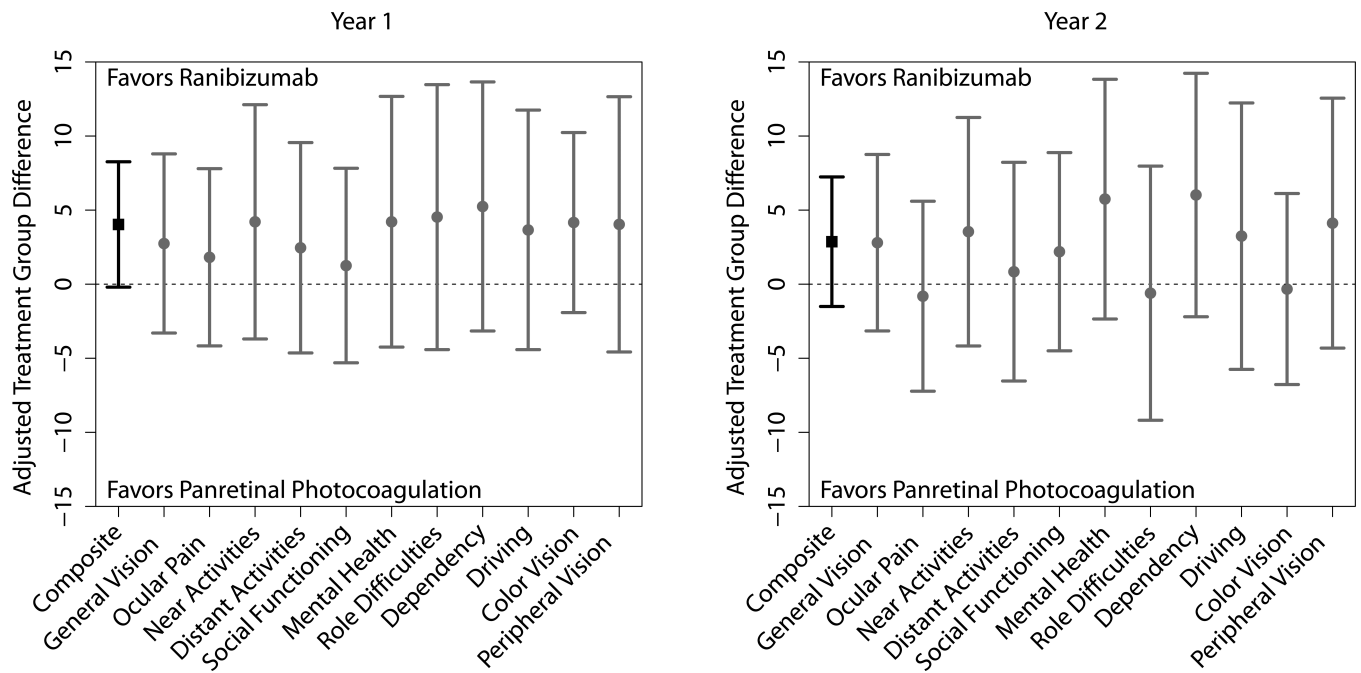 Year 1
Favors Ranibizumab
Adjusted Treatment Group Difference
15
10
5
0
−5
−10
−15
Favors Panretinal Photocoagulation
Composite
General Vision
Ocular Pain
Near Activities
Distant Activities
Social Functioning
Mental Health
Role Difficulties
Dependency
Driving
Color Vision
Peripheral Vision
Year 2
Favors Ranibizumab
Adjusted Treatment Group Difference
15
10
5
0
−5
−10
−15
Favors Panretinal Photocoagulation
Composite
General Vision
Ocular Pain
Near Activities
Distant Activities
Social Functioning
Mental Health
Role Difficulties
Dependency
Driving
Color Vision
Peripheral Vision